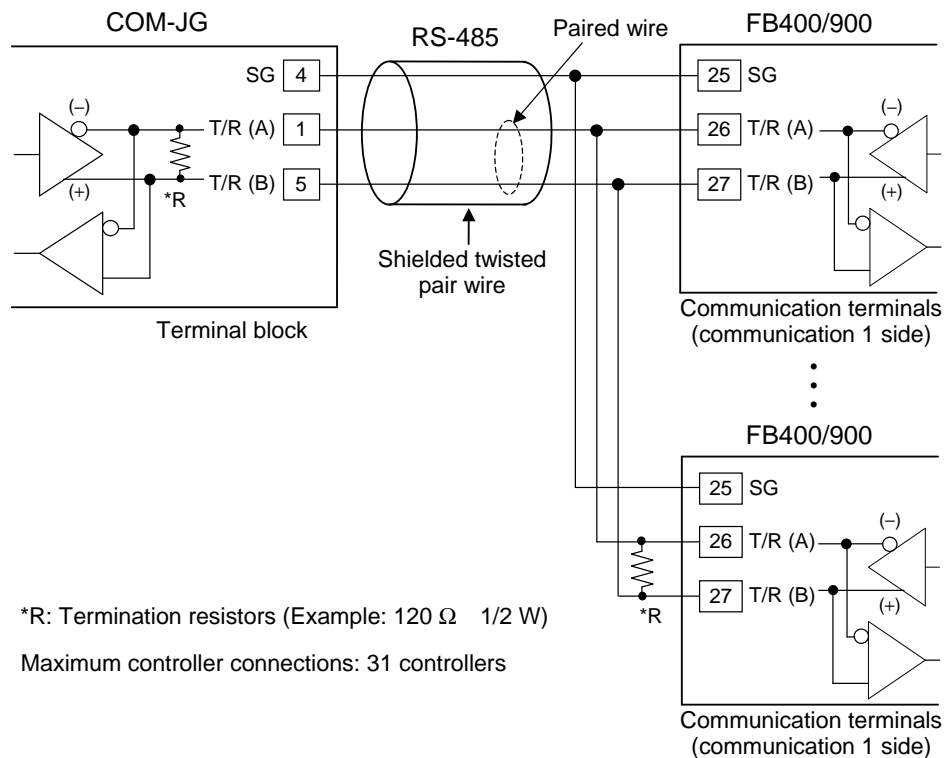 COM-JG
RS-485
Paired wire
FB400/900
SG 4
25 SG
(–)
T/R (A) 1
26 T/R (A)
(–)
T/R (B) 5
27 T/R (B)
(+)
*R
(+)
Shielded twisted
pair wire
Terminal block
Communication terminals
(communication 1 side)
FB400/900
25 SG
(–)
26 T/R (A)
27 T/R (B)
(+)
*R
*R: Termination resistors (Example: 120 Ω 1/2 W)
Maximum controller connections: 31 controllers
Communication terminals
(communication 1 side)